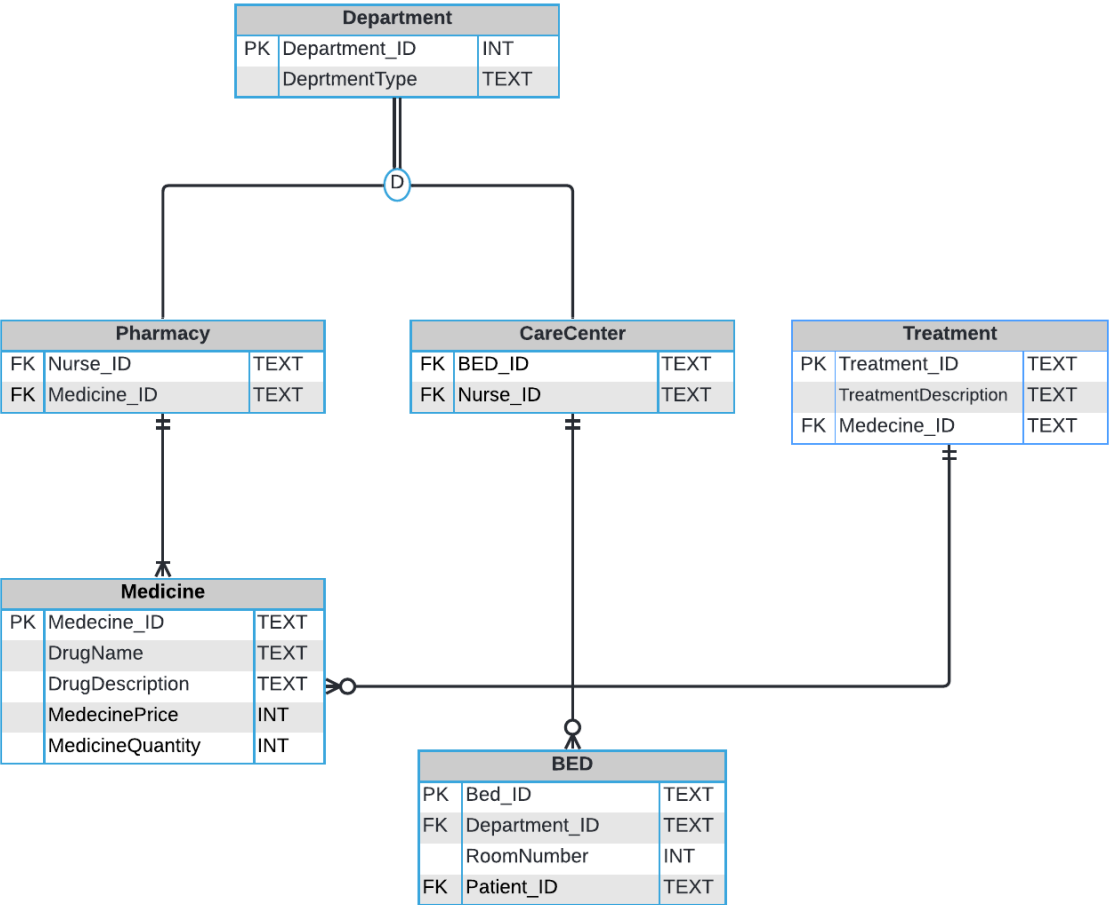 Department
PK Department_ID INT
DeprtmentType TEXT
D
Pharmacy
FK Nurse_ID TEXT
FK Medicine_ID TEXT
CareCenter
FK BED_ID TEXT
FK Nurse_ID TEXT
Treatment
PK Treatment_ID TEXT
TreatmentDescription TEXT
FK Medecine_ID TEXT
Medicine
PK Medecine_ID TEXT
DrugName TEXT
DrugDescription TEXT
MedecinePrice INT
MedicineQuantity INT
BED
PK Bed_ID TEXT
FK Department_ID TEXT
RoomNumber INT
FK Patient_ID TEXT